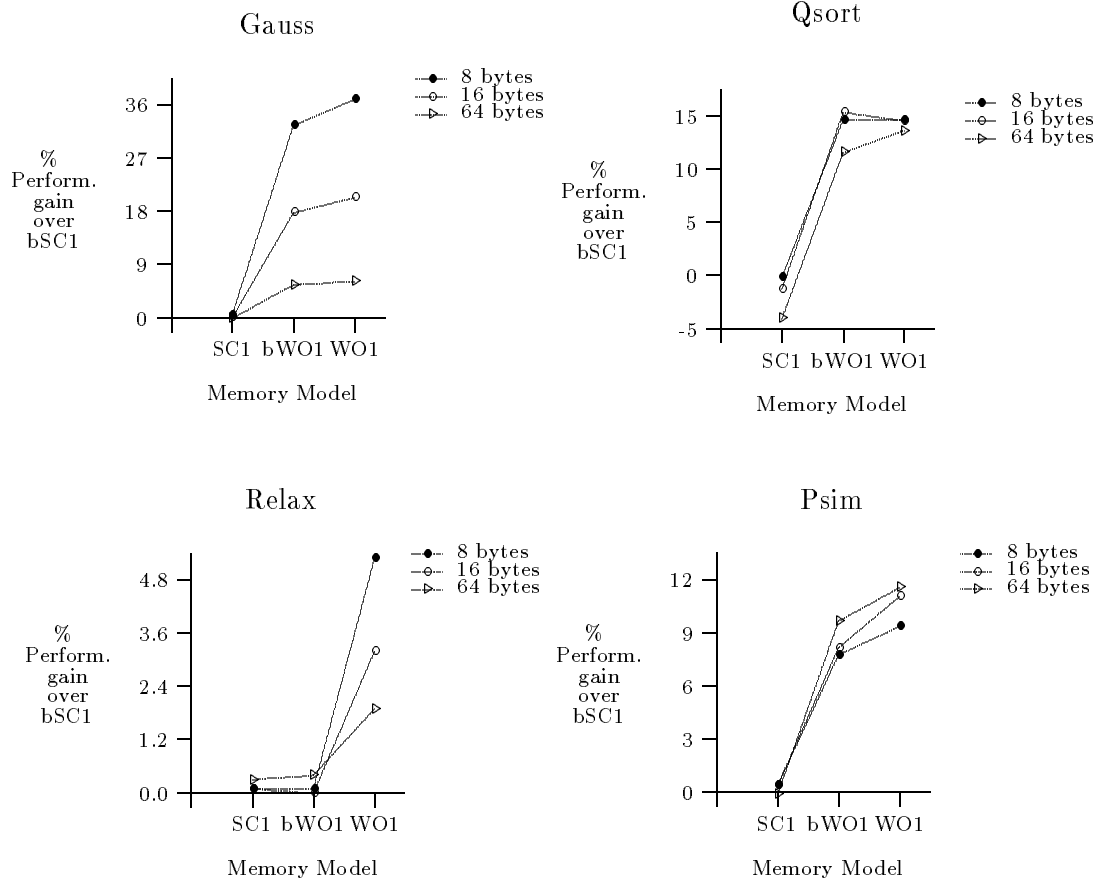 Gauss
8 bytes
16 bytes
64 bytes
36
27
18
9
0
%
Perform.
gain
over
bSC1
SC1 bWO1 WO1
Memory Model
Qsort
8 bytes
16 bytes
64 bytes
15
10
5
0
-5
%
Perform.
gain
over
bSC1
SC1 bWO1 WO1
Memory Model
Relax
8 bytes
16 bytes
64 bytes
4.8
3.6
2.4
1.2
0.0
%
Perform.
gain
over
bSC1
SC1 bWO1 WO1
Memory Model
Psim
8 bytes
16 bytes
64 bytes
12
9
6
3
0
%
Perform.
gain
over
bSC1
SC1 bWO1 WO1
Memory Model